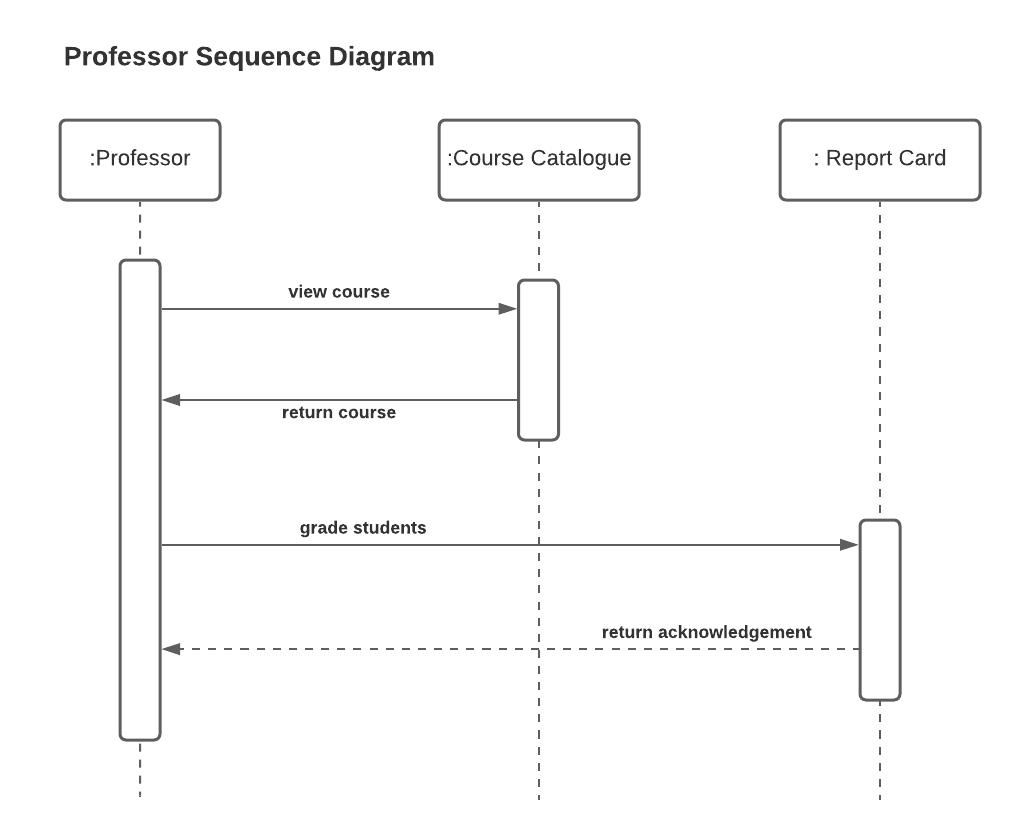 Professor Sequence Diagram
:Professor
:Course Catalogue
: Report Card
view course
return course
grade students
return acknowledgement